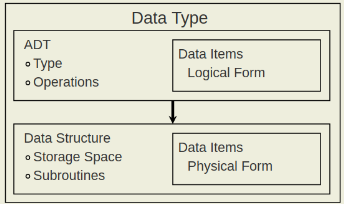 Data Type
ADT
Type
Operations
Data Items
Logical Form
Data Structure
Storage Space
Subroutines
Data Items
Physical Form